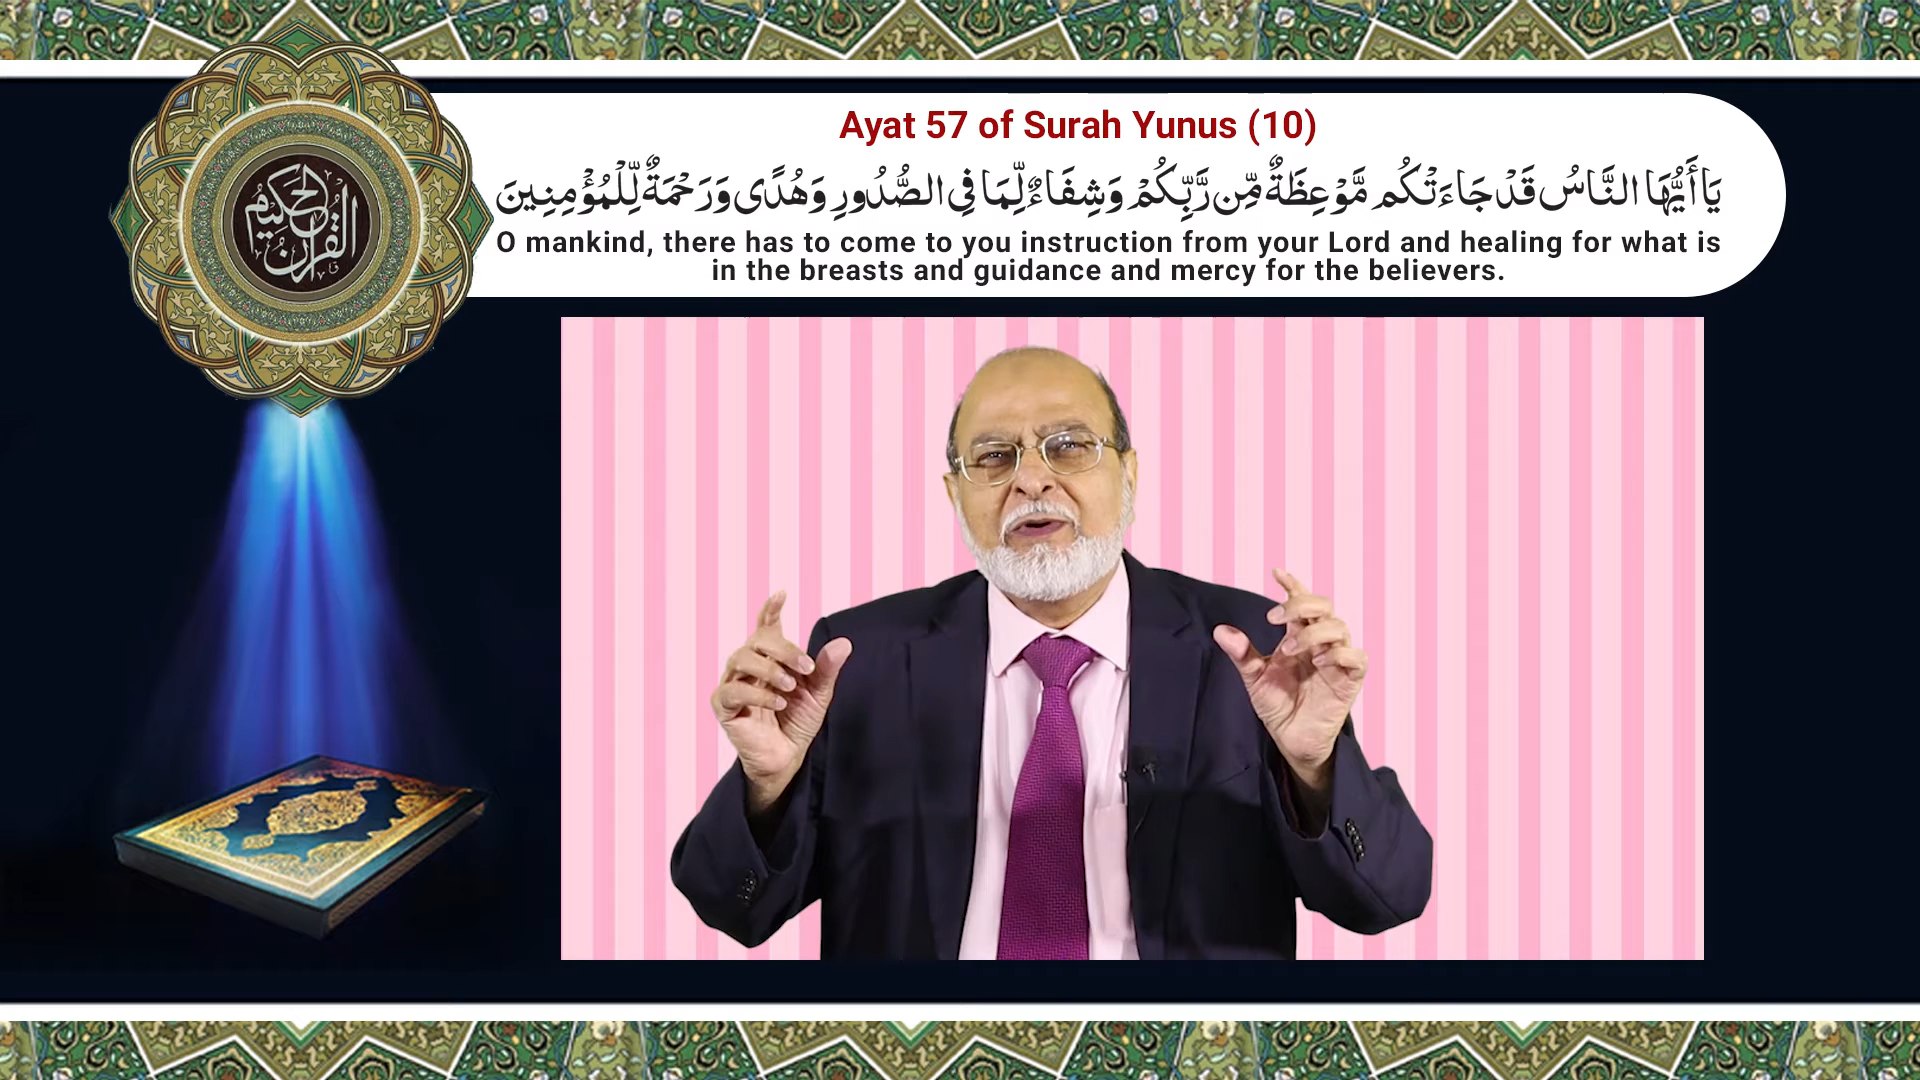 Ayat 57 of Surah Yunus (10)
يَا أَيُّهَا النَّاسُ قَدْ جَاءَتْكُم مَّوْعِظَةٌ مِّن رَّبِّكُمْ وَشِفَاءٌ لِّمَا فِي الصُّدُورِ وَهُدًى وَرَحْمَةٌ لِّلْمُؤْمِنِينَ
O mankind, there has to come to you instruction from your Lord and healing for what is
in the breasts and guidance and mercy for the believers.
القرآن الحكيم